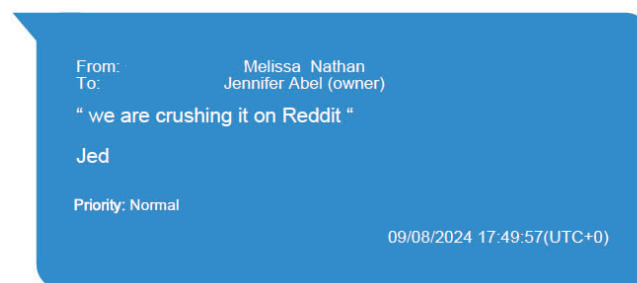 From: Melissa Nathan
To: Jennifer Abel (owner)
“ we are crushing it on Reddit “
Jed
Priority: Normal
09/08/2024 17:49:57(UTC+0)